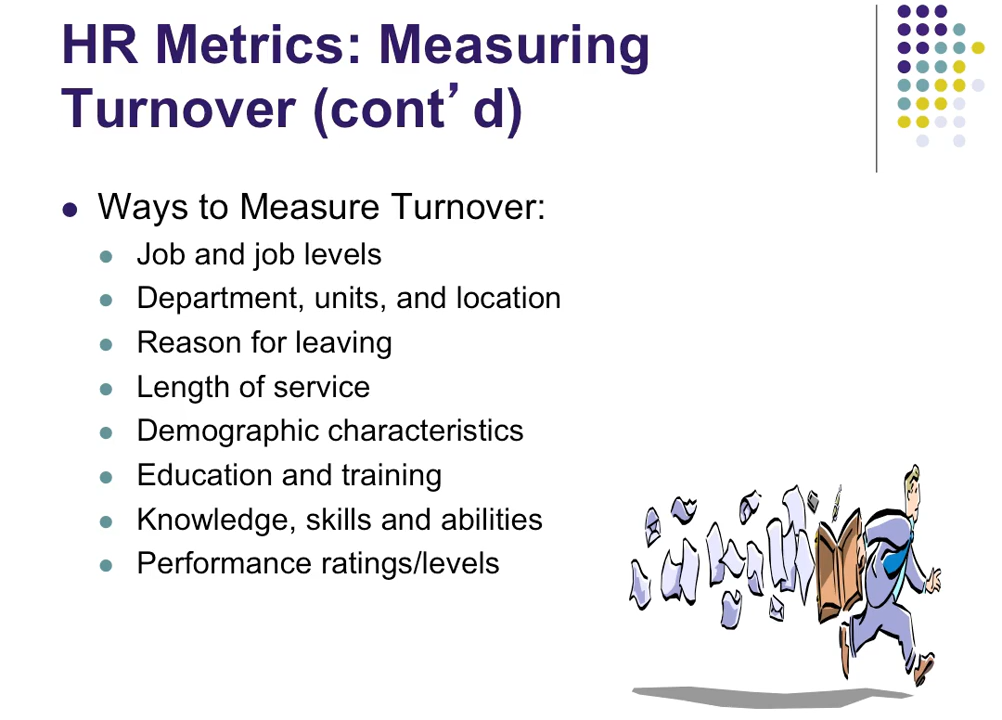 HR Metrics: Measuring
Turnover (cont’d)
Ways to Measure Turnover:
Job and job levels
Department, units, and location
Reason for leaving
Length of service
Demographic characteristics
Education and training
Knowledge, skills and abilities
Performance ratings/levels